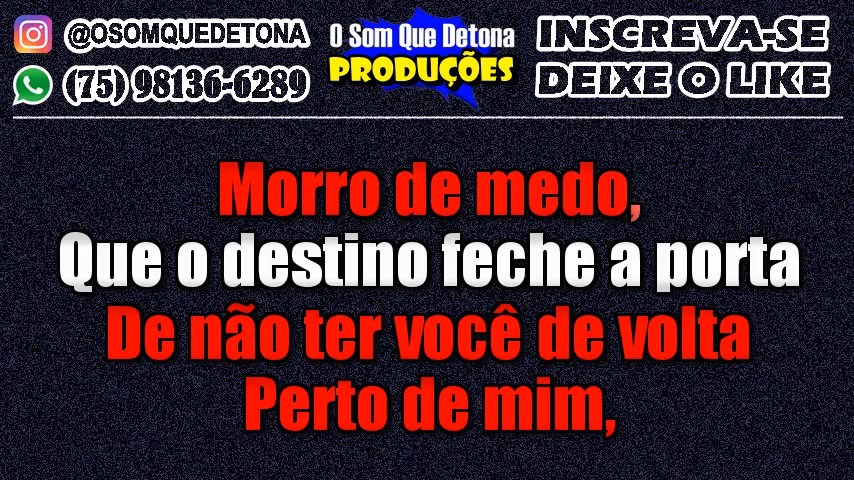 @OSOMQUEDETONA
(75) 98136-6289
O Som Que Detona
PRODUÇÕES
INSCREVA-SE
DEIXE O LIKE
Morro de medo,
Que o destino feche a porta
De não ter você de volta
Perto de mim,